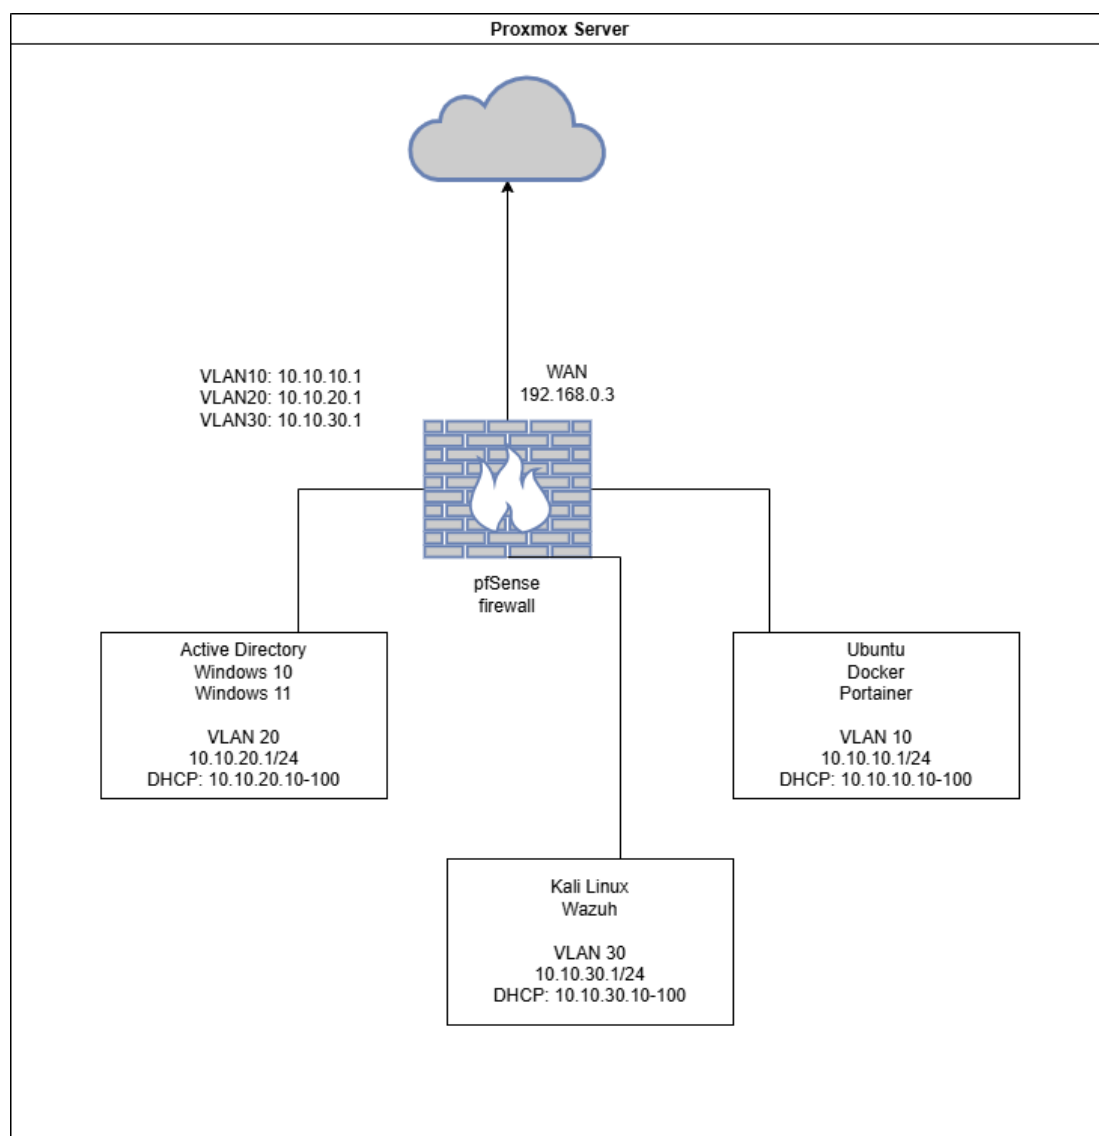 Proxmox Server
VLAN10: 10.10.10.1
VLAN20: 10.10.20.1
VLAN30: 10.10.30.1
WAN
192.168.0.3
pfSense
firewall
Active Directory
Windows 10
Windows 11
VLAN 20
10.10.20.1/24
DHCP: 10.10.20.10-100
Ubuntu
Docker
Portainer
VLAN 10
10.10.10.1/24
DHCP: 10.10.10.10-100
Kali Linux
Wazuh
VLAN 30
10.10.30.1/24
DHCP: 10.10.30.10-100